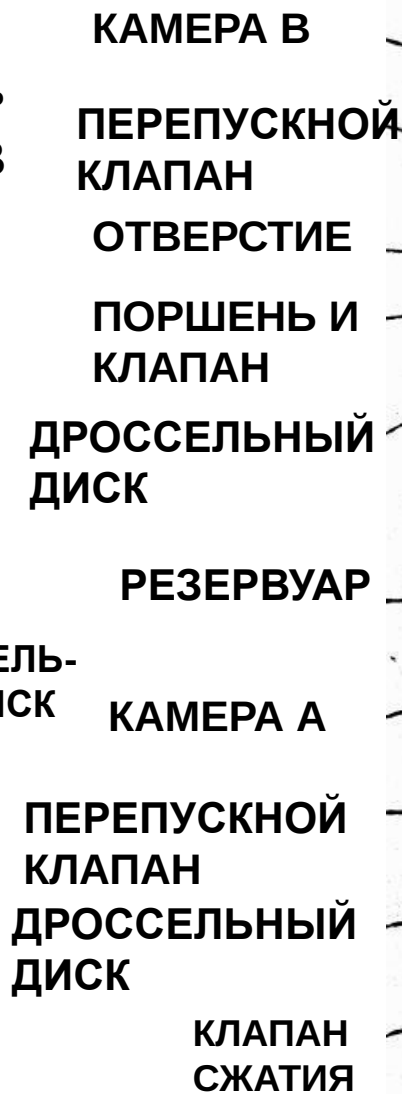 КАМЕРА В
ПЕРЕПУСКНОЙ
КЛАПАН
ОТВЕРСТИЕ
ПОРШЕНЬ И
КЛАПАН
ДРОССЕЛЬНЫЙ
ДИСК
РЕЗЕРВУАР
КАМЕРА А
ПЕРЕПУСКНОЙ
КЛАПАН
ДРОССЕЛЬНЫЙ
ДИСК
КЛАПАН
СЖАТИЯ